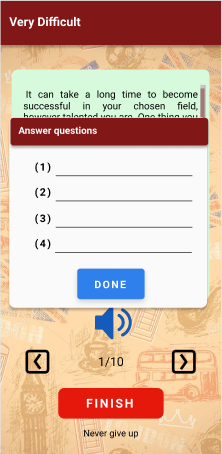 Very Difficult
It can take a long time to become
successful in your chosen field,
however talented you are. One thing you
Answer questions
(1)
(2)
(3)
(4)
DONE
1/10
FINISH
Never give up